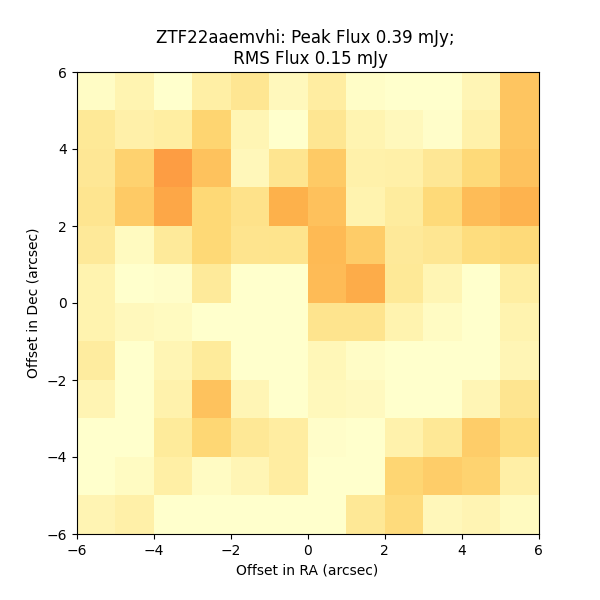 ZTF22aaemvhi: Peak Flux 0.39 mJy;
RMS Flux 0.15 mJy
6
4
2
0
−2
−4
−6
Offset in Dec (arcsec)
−6 −4 −2 0 2 4 6
Offset in RA (arcsec)